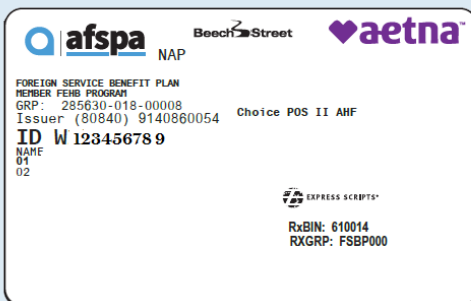 afspa
NAP
Beech Street
aetna
FOREIGN SERVICE BENEFIT PLAN
MEMBER FEHB PROGRAM
GRP: 285630-018-00008
Issuer (80840) 9140860054
Choice POS II AHF
ID W 123456789
NAME
01
02
EXPRESS SCRIPTS
RxBIN: 610014
RXGRP: FSBP000